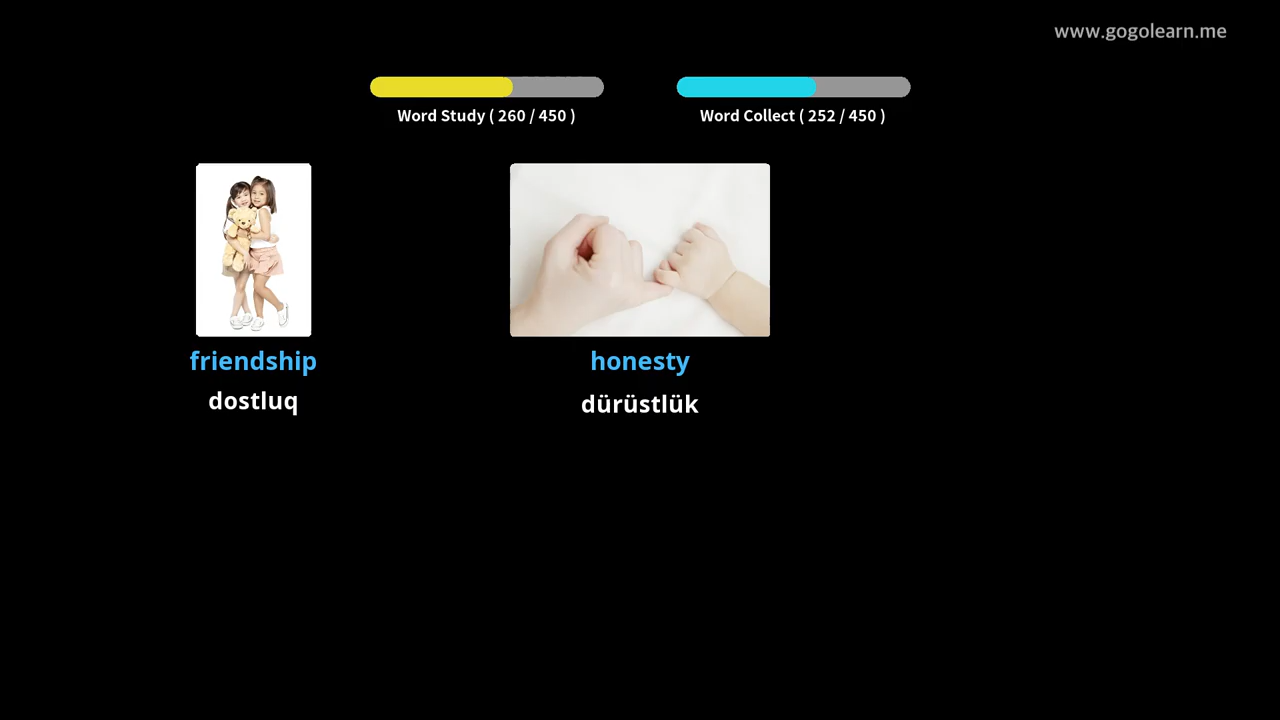 www.gogolearn.me
Word Study ( 260 / 450 )
Word Collect ( 252 / 450 )
friendship
honesty
dostluq
dürüstlük